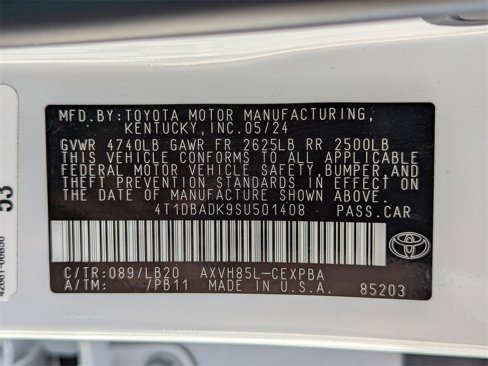 MFD.BY:TOYOTA MOTOR MANUFACTURING,
KENTUCKY,INC.05/24
GVWR 4740LB GAWR FR 2625LB RR 2500LB
THIS VEHICLE CONFORMS TO ALL APPLICABLE
FEDERAL MOTOR VEHICLE SAFETY,BUMPER,AND
THEFT PREVENTION STANDARDS IN EFFECT ON
THE DATE OF MANUFACTURE SHOWN ABOVE.
4T1DBADK9SU501408 PASS.CAR
C/TR:089/LB20 AXVH85L-CEXPBA
A/TM: /PB11 MADE IN U.S.A. 85203
TOYOTA
53